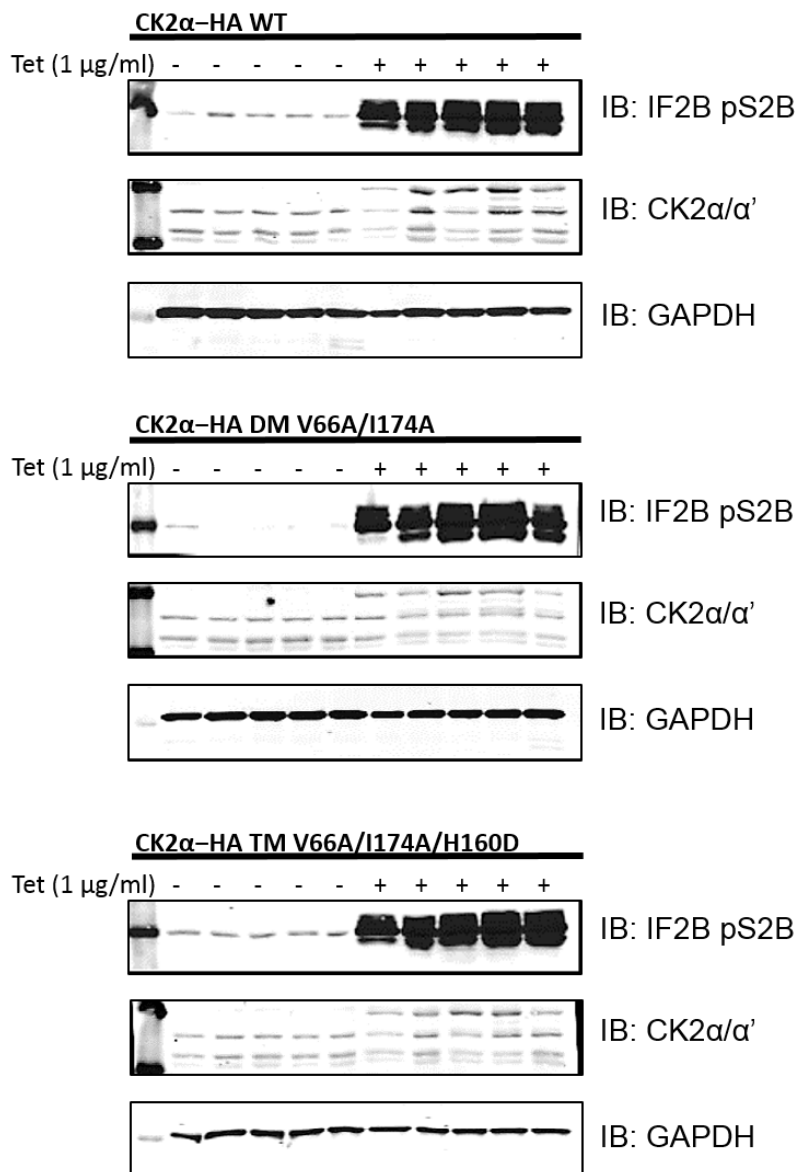 CK2α–HA WT
Tet (1 µg/ml) - - - - - + + + + +
IB: IF2B pS2B
IB: CK2α/α’
IB: GAPDH
CK2α–HA DM V66A/I174A
Tet (1 µg/ml) - - - - - + + + + +
IB: IF2B pS2B
IB: CK2α/α’
IB: GAPDH
CK2α–HA TM V66A/I174A/H160D
Tet (1 µg/ml) - - - - - + + + + +
IB: IF2B pS2B
IB: CK2α/α’
IB: GAPDH